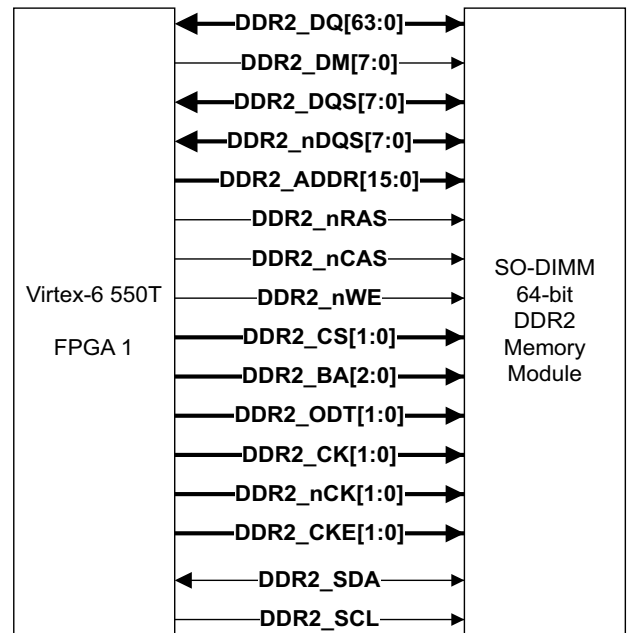 DDR2_DQ[63:0]
DDR2_DM[7:0]
DDR2_DQS[7:0]
DDR2_nDQS[7:0]
DDR2_ADDR[15:0]
DDR2_nRAS
DDR2_nCAS
DDR2_nWE
DDR2_CS[1:0]
DDR2_BA[2:0]
DDR2_ODT[1:0]
DDR2_CK[1:0]
DDR2_nCK[1:0]
DDR2_CKE[1:0]
DDR2_SDA
DDR2_SCL
Virtex-6 550T
FPGA 1
SO-DIMM
64-bit
DDR2
Memory
Module